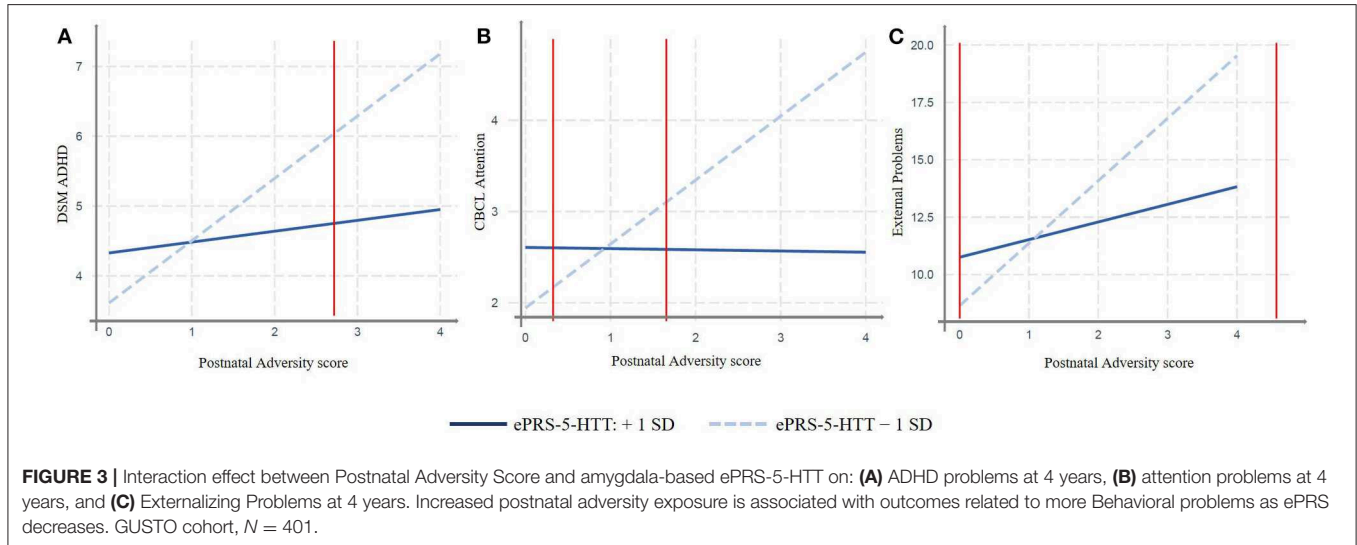 A
7
6
5
4
DSM ADHD
0 1 2 3 4
Postnatal Adversity score
B
4
3
2
CBCL Attention
0 1 2 3 4
Postnatal Adversity score
C
20.0
17.5
15.0
12.5
10.0
External Problems
0 1 2 3 4
Postnatal Adversity score
ePRS-5-HTT: + 1 SD ePRS-5-HTT − 1 SD
FIGURE 3 | Interaction effect between Postnatal Adversity Score and amygdala-based ePRS-5-HTT on: (A) ADHD problems at 4 years, (B) attention problems at 4
years, and (C) Externalizing Problems at 4 years. Increased postnatal adversity exposure is associated with outcomes related to more Behavioral problems as ePRS
decreases. GUSTO cohort, N = 401.